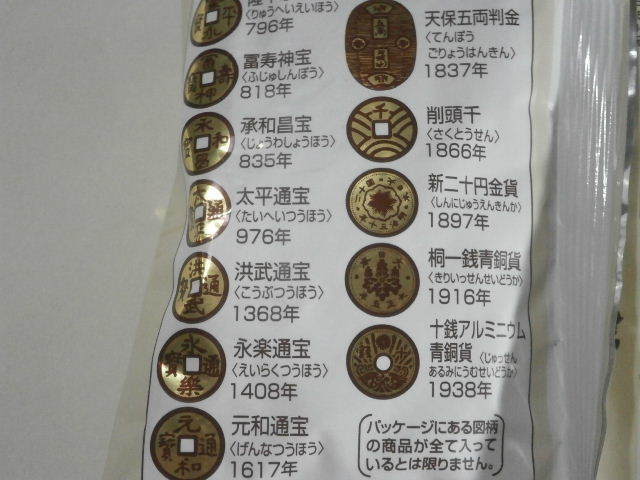 〈りゅうへいえいほう〉
796年
富寿神宝
〈ふじゅしんぽう〉
818年
承和昌宝
〈じょうわしょうほう〉
835年
太平通宝
〈たいへいつうほう〉
976年
洪武通宝
〈こうぶつうほう〉
1368年
永楽通宝
〈えいらくつうほう〉
1408年
元和通宝
〈げんなつうほう〉
1617年
天保五両判金
〈てんぽう
ごりょうはんきん〉
1837年
削頭千
〈さくとうせん〉
1866年
新二十円金貨
〈しんにじゅうえんきんか〉
1897年
桐一銭青銅貨
〈きりいっせんせいどうか〉
1916年
十銭アルミニウム
青銅貨〈じゅっせん
あるみにうむせいどうか〉
1938年
パッケージにある図柄
の商品が全て入って
いるとは限りません。